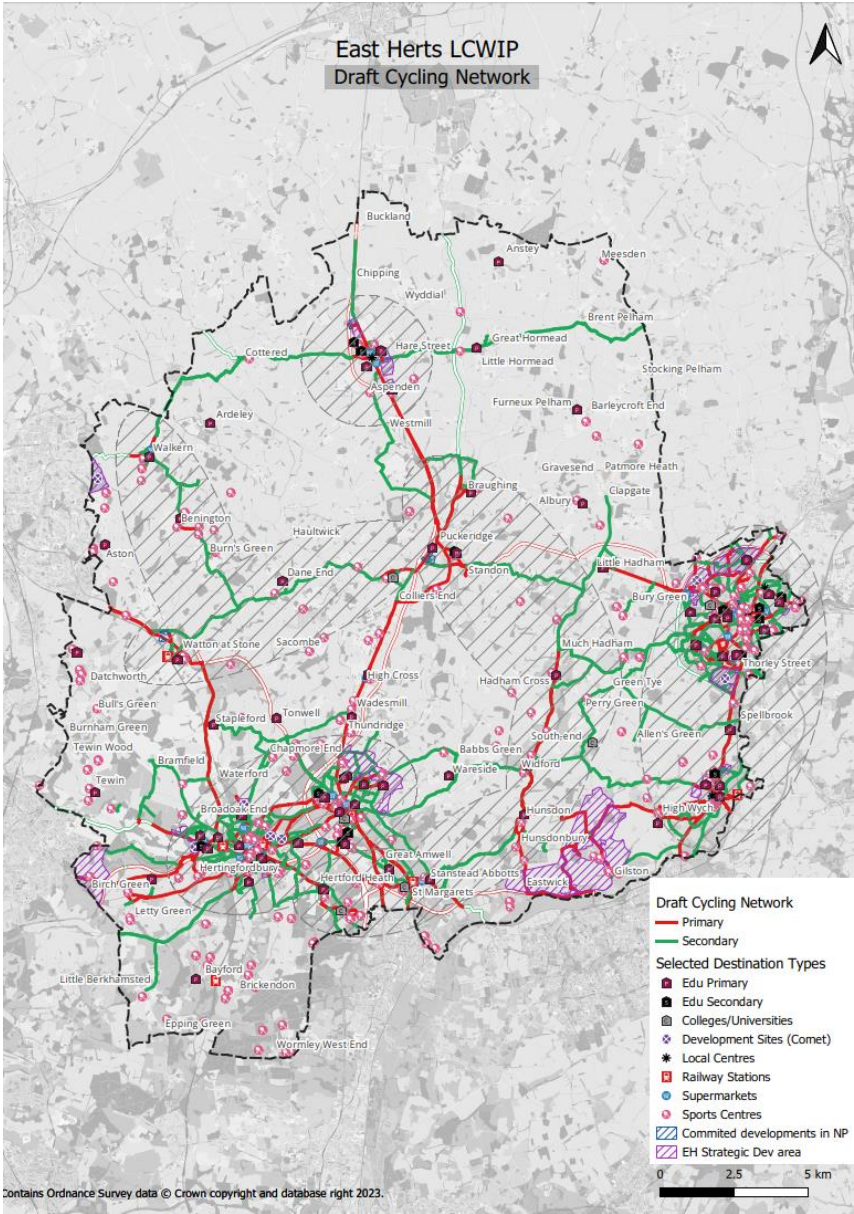 East Herts LCWIP
Draft Cycling Network
Buckland
Anstey
Meesden
Chipping
Wyddial
Brent Pelham
Great Hormead
Hare Street
Cottered
Little Hormead
Stocking Pelham
Aspenden
Furneux Pelham
Barleycroft End
Ardeley
Westmill
Walkern
Gravesend
Patmore Heath
Braughing
Clapgate
Albury
Benington
Haultwick
Puckeridge
Burn's Green
Aston
Little Hadham
Standon
Dane End
Bury Green
Colliers End
Watton at Stone
Sacombe
Much Hadham
Thorley Street
Datchworth
High Cross
Hadham Cross
Green Tye
Perry Green
Bull's Green
Wadesmill
Spellbrook
Stapleford
Tonwell
Thundridge
Burnham Green
South-end
Allen's Green
Chapmore End
Babbs Green
Tewin Wood
Bramfield
Waterford
Wareside
Widford
Tewin
Broadoak End
Hunsdon
High Wych
Hunsdonbury
Great Amwell
Hertingfordbury
Hertford Heath
Stanstead Abbotts
Gilston
Birch Green
St Margarets
Eastwick
Letty Green
Little Berkhamsted
Bayford
Brickendon
Epping Green
Wormley West End
Draft Cycling Network
Primary
Secondary
Selected Destination Types
Edu Primary
Edu Secondary
Colleges/Universities
Development Sites (Comet)
Local Centres
Railway Stations
Supermarkets
Sports Centres
Commited developments in NP
EH Strategic Dev area
0 2.5 5 km
Contains Ordnance Survey data © Crown copyright and database right 2023.